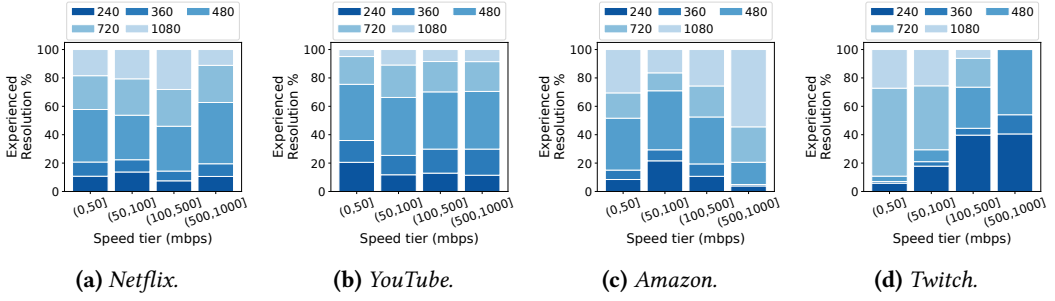 240 360 480
720 1080
Experienced
Resolution %
100
80
60
40
20
0
(0,50]
(50,100]
(100,500]
(500,1000]
Speed tier (mbps)
(a) Netflix.
240 360 480
720 1080
Experienced
Resolution %
100
80
60
40
20
0
(0,50]
(50,100]
(100,500]
(500,1000]
Speed tier (mbps)
(b) YouTube.
240 360 480
720 1080
Experienced
Resolution %
100
80
60
40
20
0
(0,50]
(50,100]
(100,500]
(500,1000]
Speed tier (mbps)
(c) Amazon.
240 360 480
720 1080
Experienced
Resolution %
100
80
60
40
20
0
(0,50]
(50,100]
(100,500]
(500,1000]
Speed tier (mbps)
(d) Twitch.